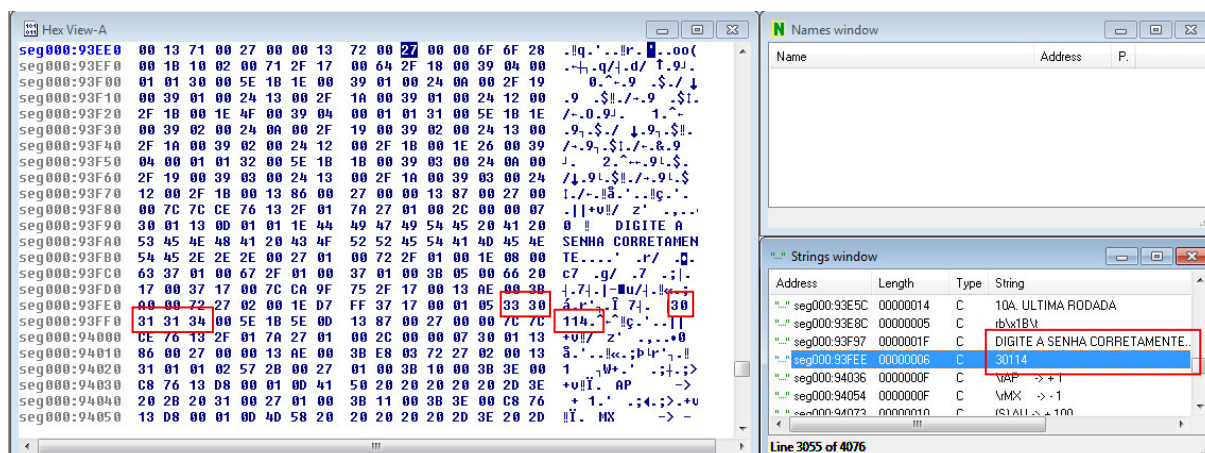 Hex View-A
seg000:93EE0 00 13 71 00 27 00 00 13 72 00 27 00 00 6F 6F 28
seg000:93EF0 00 1B 10 02 00 71 2F 17 00 64 2F 18 00 39 04 00
seg000:93F00 01 01 30 00 5E 1B 1E 00 39 01 00 24 0A 00 2F 19
seg000:93F10 00 39 01 00 24 13 00 2F 1A 00 39 01 00 24 12 00
seg000:93F20 2F 1B 00 1E 4F 00 39 04 00 01 01 31 00 5E 1B 1E
seg000:93F30 00 39 02 00 24 0A 00 2F 19 00 39 02 00 24 13 00
seg000:93F40 2F 1A 00 39 02 00 24 12 00 2F 1B 00 1E 26 00 39
seg000:93F50 04 00 01 01 32 00 5E 1B 1B 00 39 03 00 24 0A 00
seg000:93F60 2F 19 00 39 03 00 24 13 00 2F 1A 00 39 03 00 24
seg000:93F70 12 00 2F 1B 00 13 86 00 27 00 00 13 87 00 27 00
seg000:93F80 00 7C 7C CE 76 13 2F 01 7A 27 01 00 2C 00 00 07
seg000:93F90 30 01 13 0D 01 01 1E 44 49 47 49 54 45 20 41 20 DIGITE A
seg000:93FA0 53 45 4E 48 41 20 43 4F 52 52 45 54 41 4D 45 4E SENHA CORRETAMEN
seg000:93FB0 54 45 2E 2E 2E 00 27 01 00 72 2F 01 00 1E 08 00 TE...
seg000:93FC0 63 37 01 00 67 2F 01 00 37 01 00 3B 05 00 66 20
seg000:93FD0 17 00 37 17 00 7C CA 9F 75 2F 17 00 13 AE 00 3B
seg000:93FE0 A0 00 72 27 02 00 1E D7 FF 37 17 00 01 05 33 30 30
seg000:93FF0 31 31 34 00 5E 1B 5E 0D 13 87 00 27 00 00 7C 7C 114.
seg000:94000 CE 76 13 2F 01 7A 27 01 00 2C 00 00 07 30 01 13
seg000:94010 86 00 27 00 00 13 AE 00 3B E8 03 72 27 02 00 13
seg000:94020 31 01 01 02 57 2B 00 27 01 00 3B 10 00 3B 3E 00
seg000:94030 C8 76 13 D8 00 01 0D 41 50 20 20 20 20 20 2D 3E AP ->
seg000:94040 20 2B 20 31 00 27 01 00 3B 11 00 3B 3E 00 C8 76 + 1
seg000:94050 13 D8 00 01 0D 4D 58 20 20 20 20 20 2D 3E 20 2D MX -> -
Names window
Name Address P.
Strings window
Address Length Type String
seg000:93E5C 00000014 C 10A. ULTIMA RODADA
seg000:93E8C 00000005 C rb\x1B\t
seg000:93F97 0000001F C DIGITE A SENHA CORRETAMENTE...
seg000:93FEE 00000006 C 30114
seg000:94036 0000000F C \rAP -> + 1
seg000:94054 0000000F C \rMX -> - 1
seg000:94073 00000010 C
Line 3055 of 4076